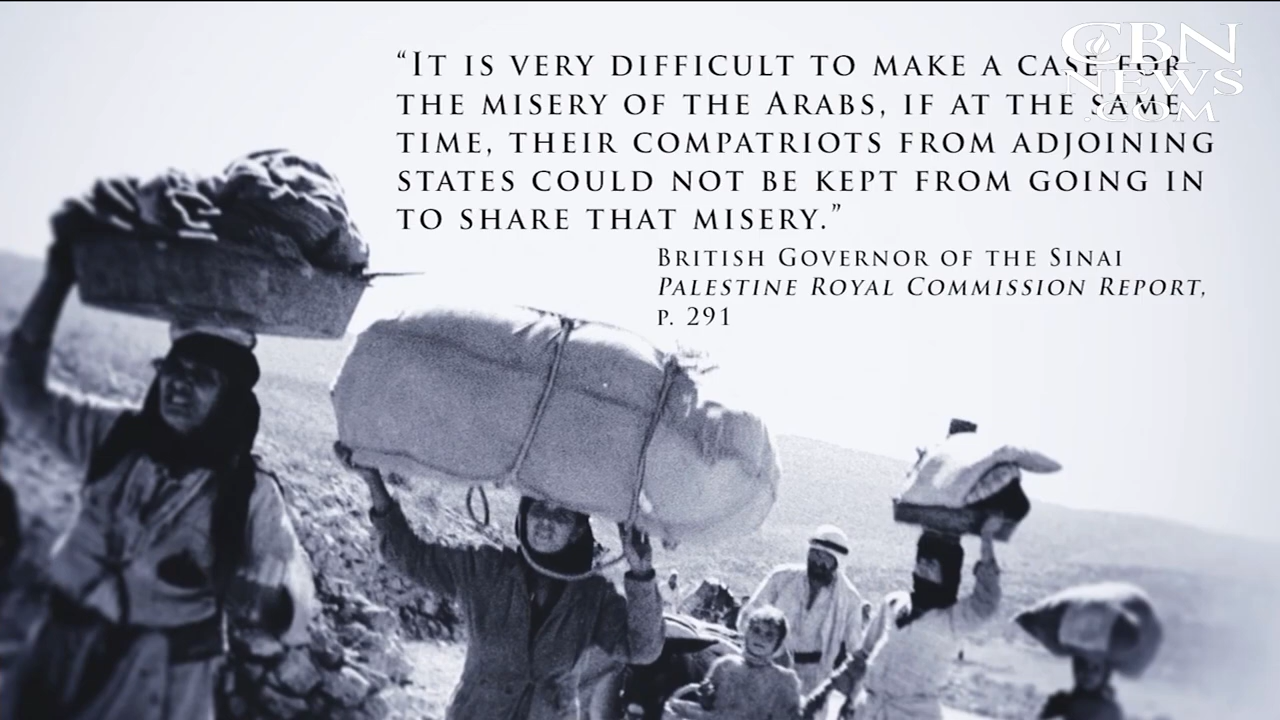 “IT IS VERY DIFFICULT TO MAKE A CASE FOR
THE MISERY OF THE ARABS, IF AT THE SAME
TIME, THEIR COMPATRIOTS FROM ADJOINING
STATES COULD NOT BE KEPT FROM GOING IN
TO SHARE THAT MISERY.”
BRITISH GOVERNOR OF THE SINAI
PALESTINE ROYAL COMMISSION REPORT,
P. 291
CBN
NEWS
.COM